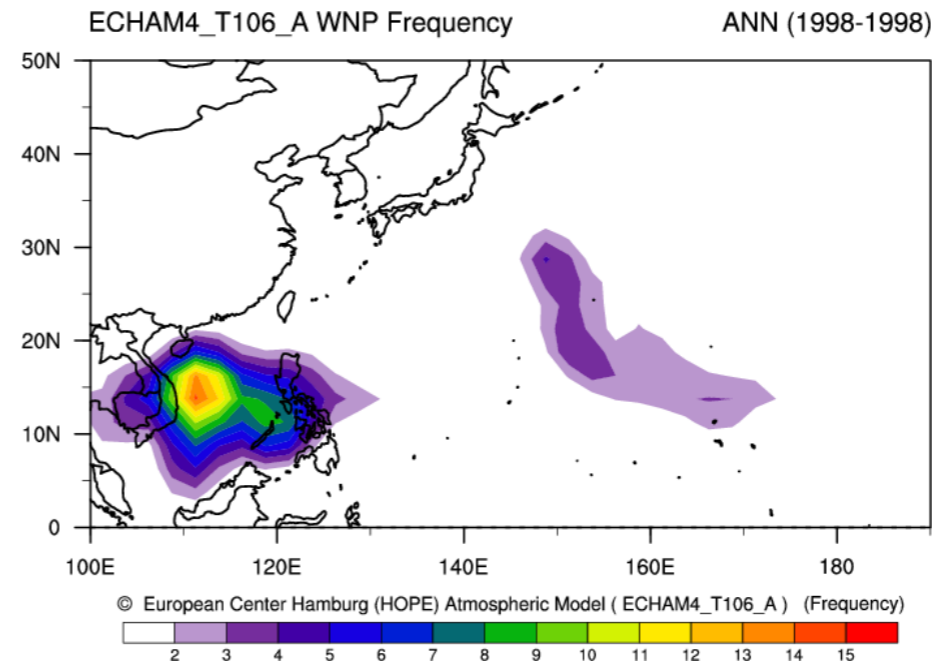 ECHAM4_T106_A WNP Frequency ANN (1998-1998)
50N
40N
30N
20N
10N
0
100E 120E 140E 160E 180
© European Center Hamburg (HOPE) Atmospheric Model ( ECHAM4_T106_A ) (Frequency)
2 3 4 5 6 7 8 9 10 11 12 13 14 15